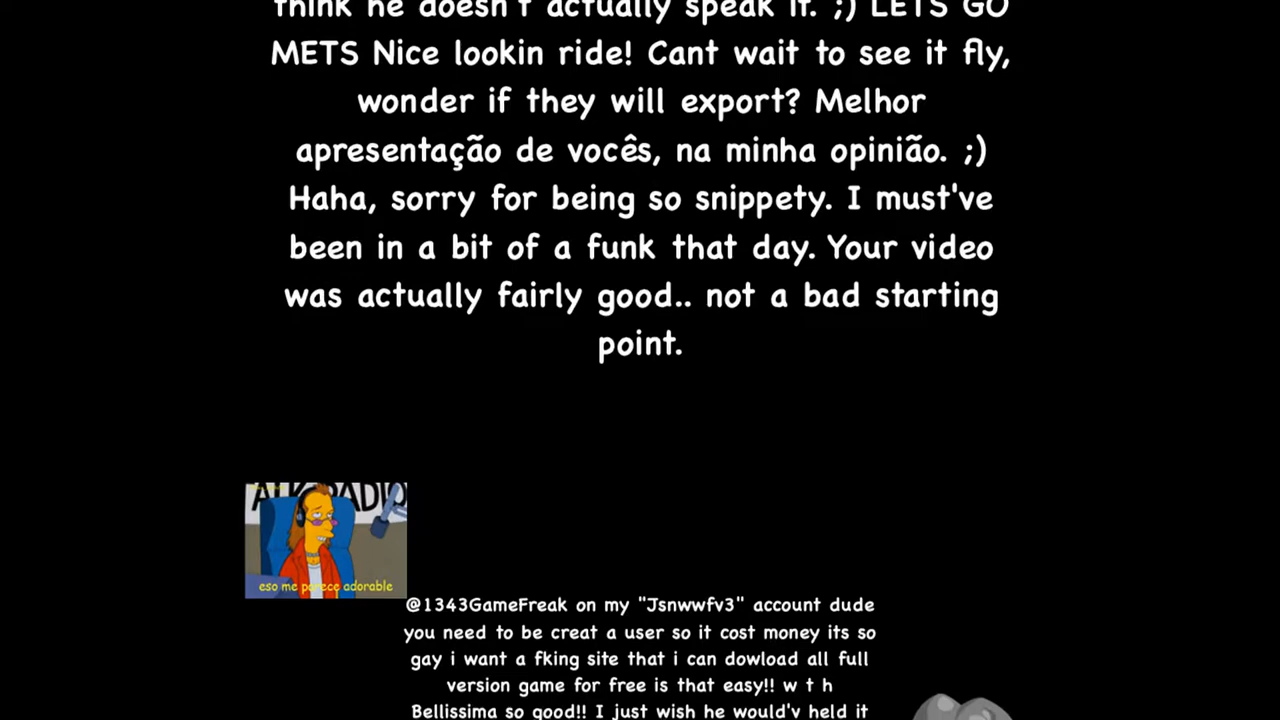 think he doesn't actually speak it. ;) LETS GO
METS Nice lookin ride! Cant wait to see it fly,
wonder if they will export? Melhor
apresentação de vocês, na minha opinião. ;)
Haha, sorry for being so snippety. I must've
been in a bit of a funk that day. Your video
was actually fairly good.. not a bad starting
point.
eso me parece adorable
@1343GameFreak on my "Jsnwwfv3" account dude
you need to be creat a user so it cost money its so
gay i want a fking site that i can dowload all full
version game for free is that easy!! w t h
Bellissima so good!! I just wish he would'v held it